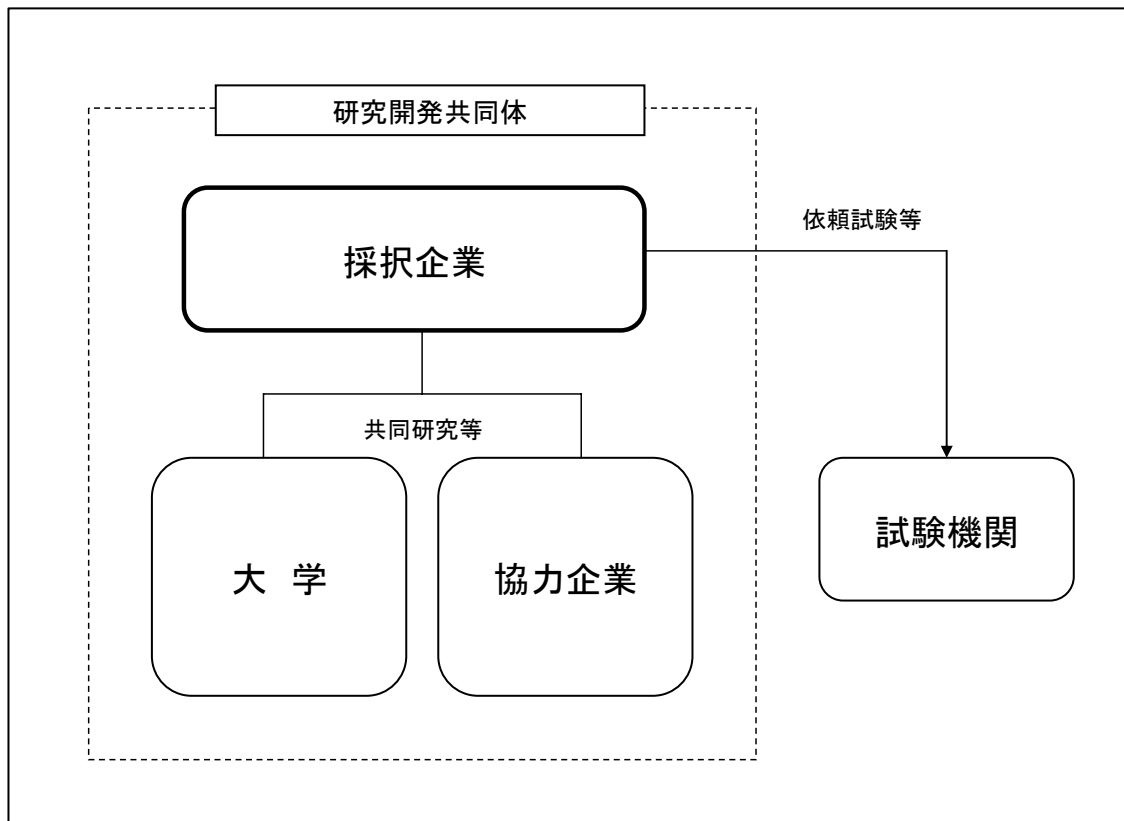 研究開発共同体
採択企業
依頼試験等
共同研究等
大 学
協力企業
試験機関